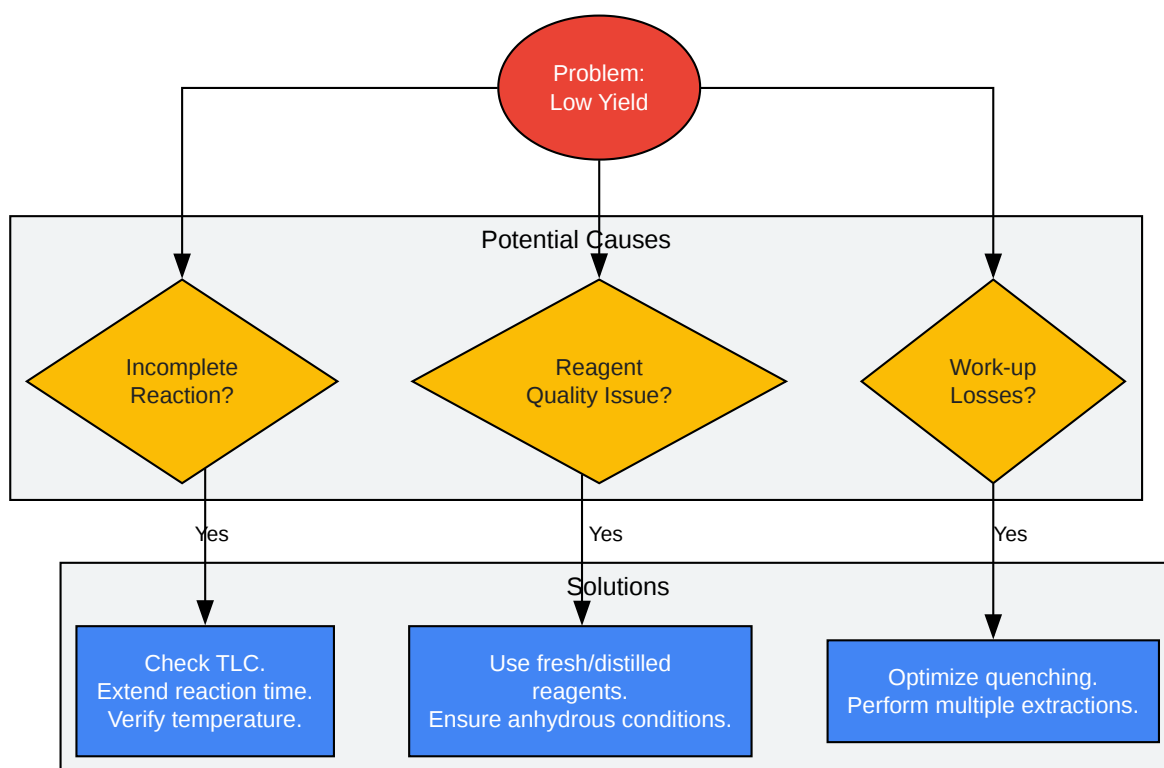 Problem:
Low Yield
Potential Causes
Incomplete
Reaction?
Reagent
Quality Issue?
Work-up
Losses?
Yes
Yes
Yes
Solutions
Check TLC.
Extend reaction time.
Verify temperature.
Use fresh/distilled
reagents.
Ensure anhydrous conditions.
Optimize quenching.
Perform multiple extractions.